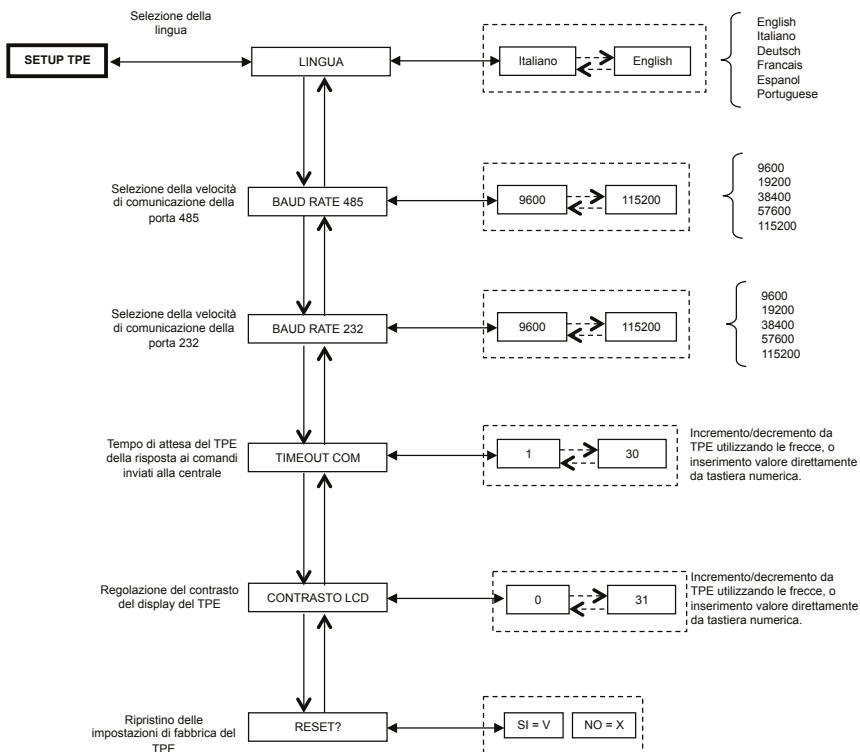 Selezione della
lingua
SETUP TPE
LINGUA
Italiano
English
English
Italiano
Deutsch
Francais
Espanol
Portuguese
Selezione della velocità
di comunicazione della
porta 485
BAUD RATE 485
9600
115200
9600
19200
38400
57600
115200
Selezione della velocità
di comunicazione della
porta 232
BAUD RATE 232
9600
115200
9600
19200
38400
57600
115200
Tempo di attesa del TPE
della risposta ai comandi
inviati alla centrale
TIMEOUT COM
1
30
Incremento/decremento da
TPE utilizzando le frecce, o
inserimento valore direttamente
da tastiera numerica.
Regolazione del contrasto
del display del TPE
CONTRASTO LCD
0
31
Incremento/decremento da
TPE utilizzando le frecce, o
inserimento valore direttamente
da tastiera numerica.
Ripristino delle
impostazioni di fabbrica del
TPE
RESET?
SI = V
NO = X